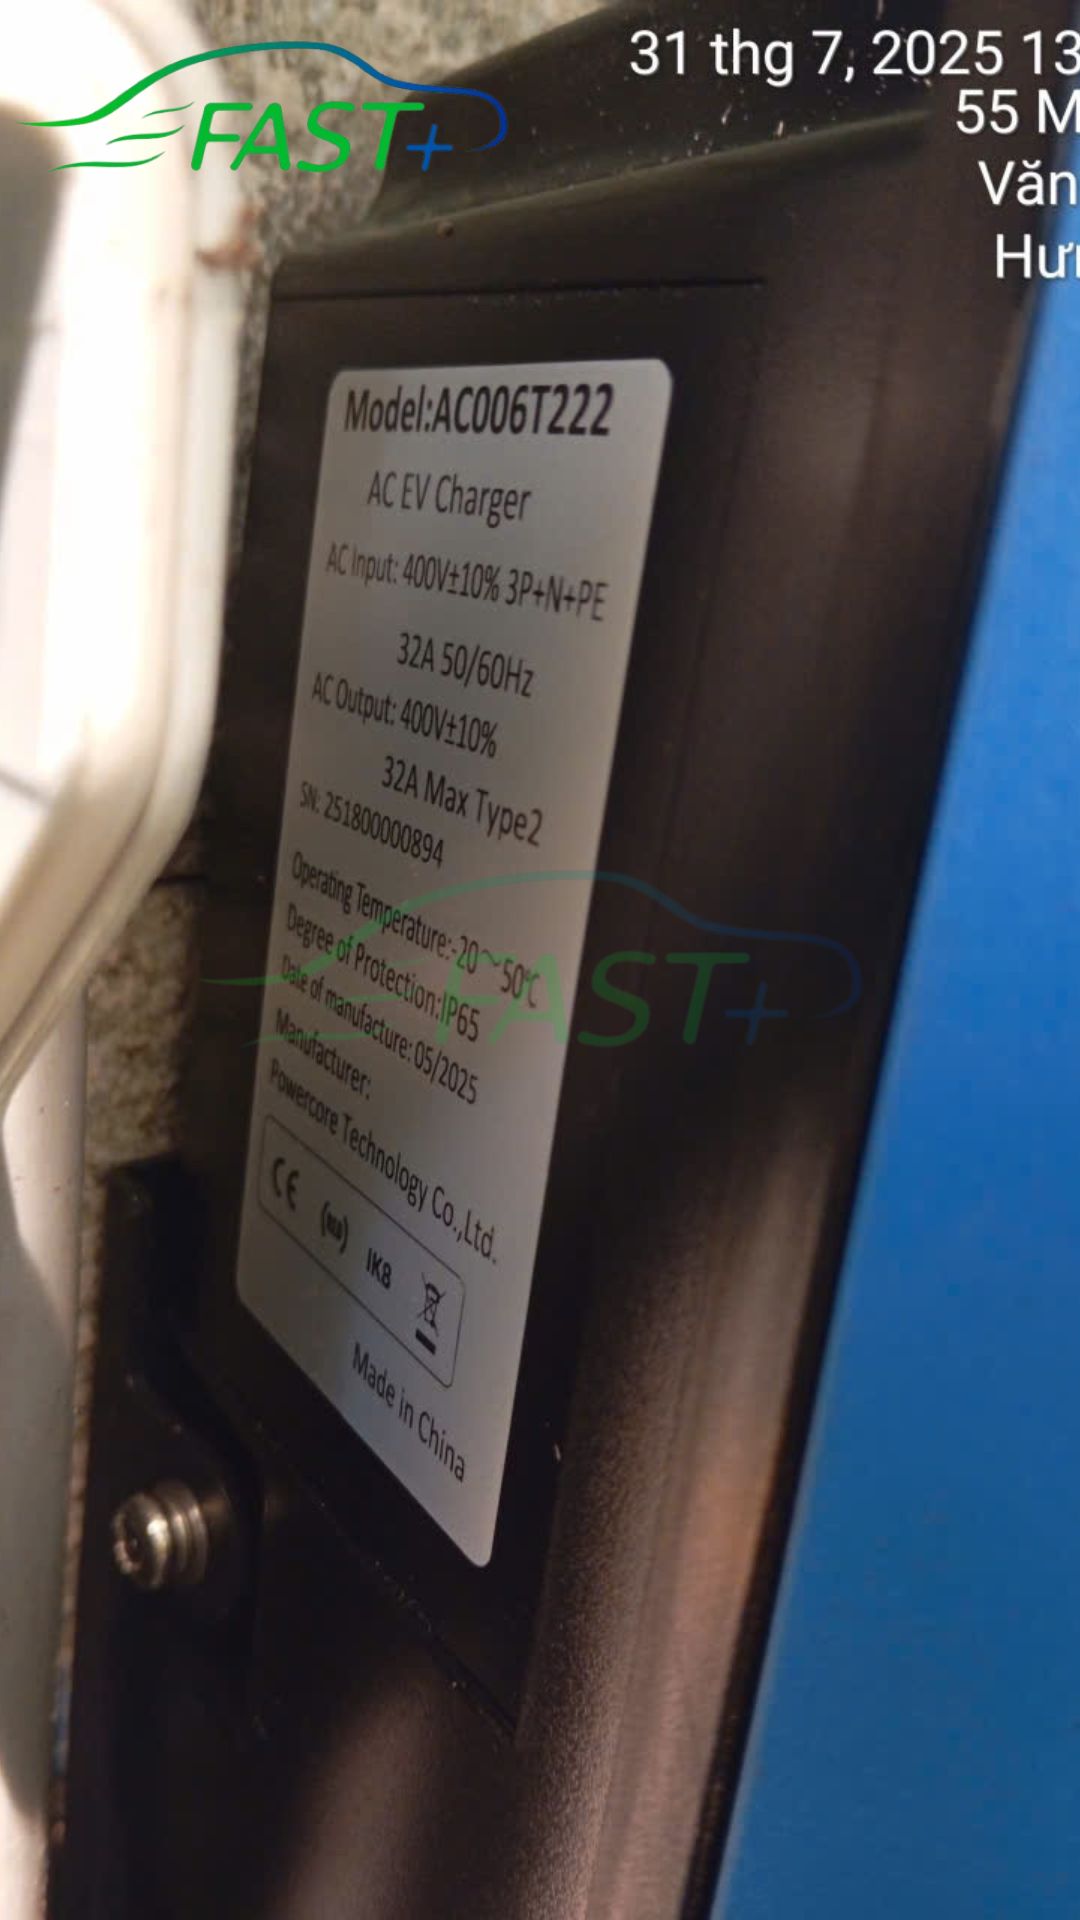 FAST+
31 thg 7, 2025 13
55 M
Văn
Hưn
Model:AC006T222
AC EV Charger
AC Input: 400V±10% 3P+N+PE
32A 50/60Hz
AC Output: 400V±10%
32A Max Type2
SN: 251800000894
Operating Temperature:-20～50℃
Degree of Protection:IP65
Date of manufacture: 05/2025
Manufacturer:
Powercore Technology Co.,Ltd.
CE
IK8
Made in China
FAST+